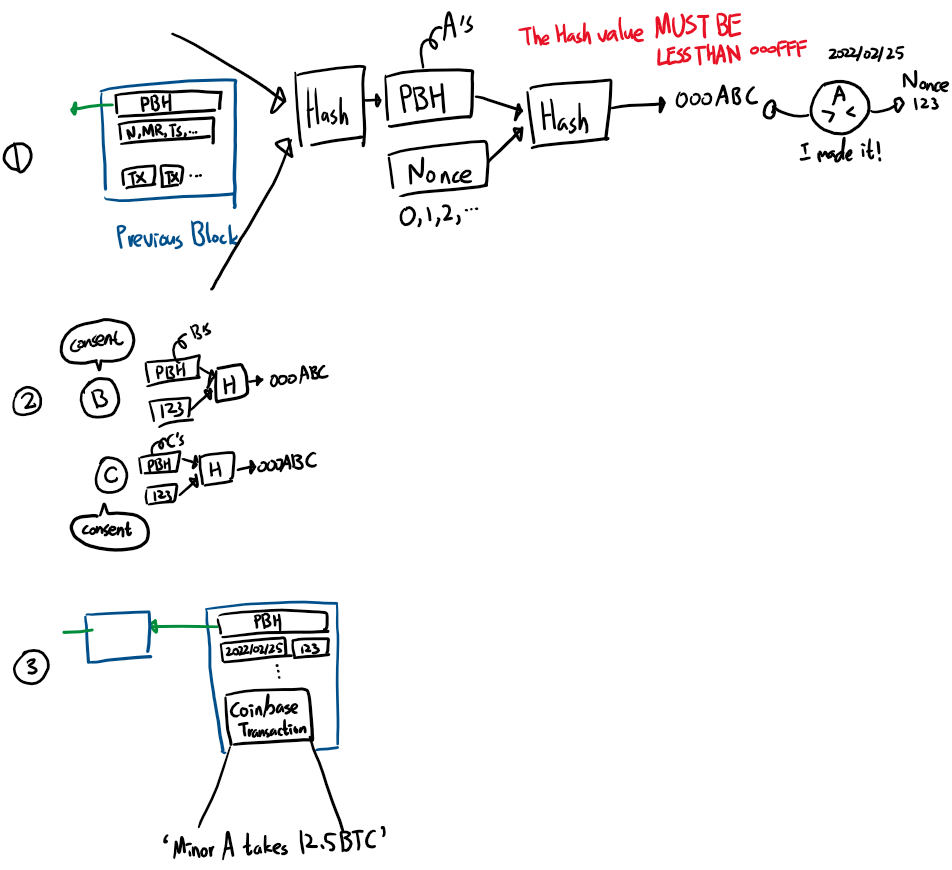 The Hash value MUST BE
LESS THAN 000FFF
A's
2022/02/25
①
PBH
N, MR, Ts, ...
TX TX ...
Previous Block
Hash
PBH
Nonce
0, 1, 2, ...
Hash
000ABC
A
> <
I made it!
Nonce
123
②
consent
B
B's
PBH
123
H
000ABC
C
C's
PBH
123
H
000ABC
consent
③
PBH
2022/02/25 123
⋮
Coinbase
Transaction
'Minor A takes 12.5BTC'